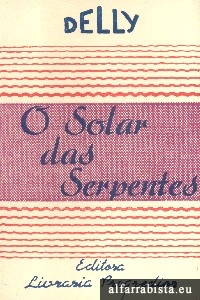 DELLY
O Solar
das
Serpentes
Editora
Livraria
alfarrabista.eu